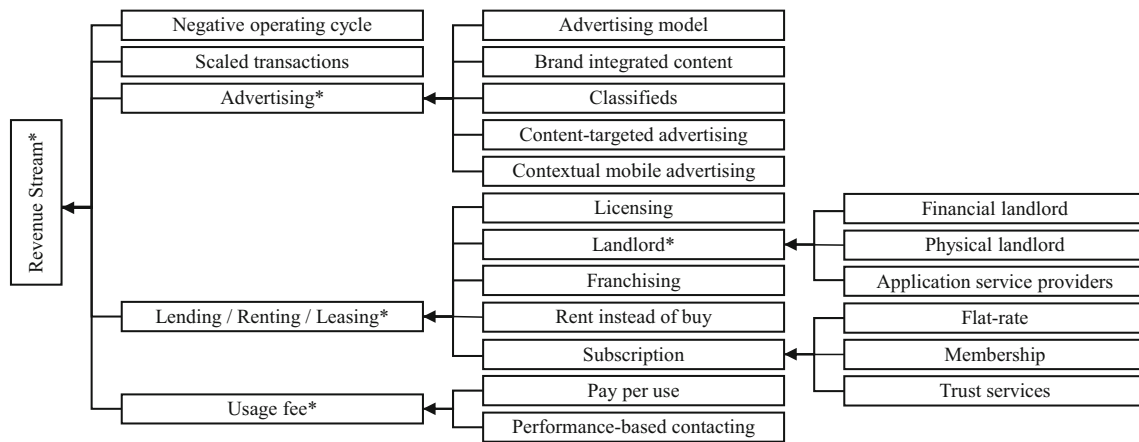 Revenue Stream*
Negative operating cycle
Scaled transactions
Advertising*
Advertising model
Brand integrated content
Classifieds
Content-targeted advertising
Contextual mobile advertising
Lending / Renting / Leasing*
Licensing
Landlord*
Financial landlord
Physical landlord
Application service providers
Franchising
Rent instead of buy
Subscription
Flat-rate
Membership
Trust services
Usage fee*
Pay per use
Performance-based contacting